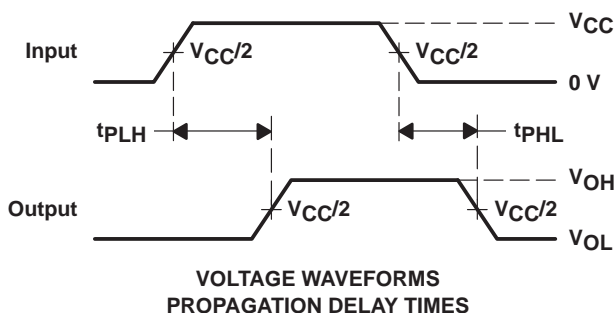 VCC
Input
VCC/2
VCC/2
0 V
tPLH
tPHL
VOH
Output
VCC/2
VCC/2
VOL
VOLTAGE WAVEFORMS
PROPAGATION DELAY TIMES